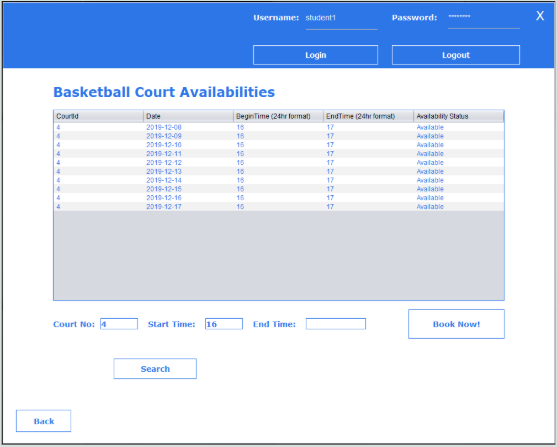 Username: student1 Password: ******** X
Login Logout
Basketball Court Availabilities
CourtId Date BeginTime (24hr format) EndTime (24hr format) Availability Status
4 2019-12-08 16 17 Available
4 2019-12-09 16 17 Available
4 2019-12-10 16 17 Available
4 2019-12-11 16 17 Available
4 2019-12-12 16 17 Available
4 2019-12-13 16 17 Available
4 2019-12-14 16 17 Available
4 2019-12-15 16 17 Available
4 2019-12-16 16 17 Available
4 2019-12-17 16 17 Available
Court No: 4 Start Time: 16 End Time: Book Now!
Search
Back